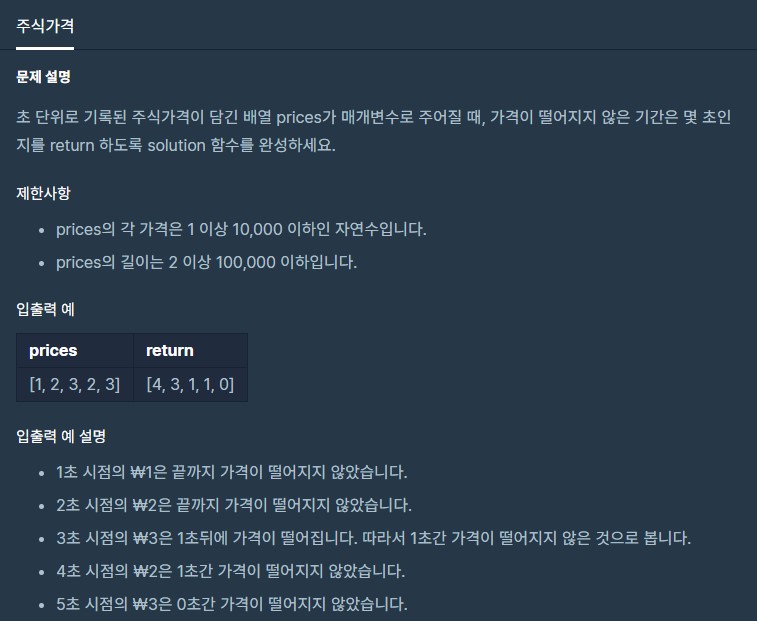 주식가격
문제 설명
초 단위로 기록된 주식가격이 담긴 배열 prices가 매개변수로 주어질 때, 가격이 떨어지지 않은 기간은 몇 초인
지를 return 하도록 solution 함수를 완성하세요.
제한사항
• prices의 각 가격은 1 이상 10,000 이하인 자연수입니다.
• prices의 길이는 2 이상 100,000 이하입니다.
입출력 예
prices return
[1, 2, 3, 2, 3] [4, 3, 1, 1, 0]
입출력 예 설명
• 1초 시점의 ₩1은 끝까지 가격이 떨어지지 않았습니다.
• 2초 시점의 ₩2은 끝까지 가격이 떨어지지 않았습니다.
• 3초 시점의 ₩3은 1초뒤에 가격이 떨어집니다. 따라서 1초간 가격이 떨어지지 않은 것으로 봅니다.
• 4초 시점의 ₩2은 1초간 가격이 떨어지지 않았습니다.
• 5초 시점의 ₩3은 0초간 가격이 떨어지지 않았습니다.